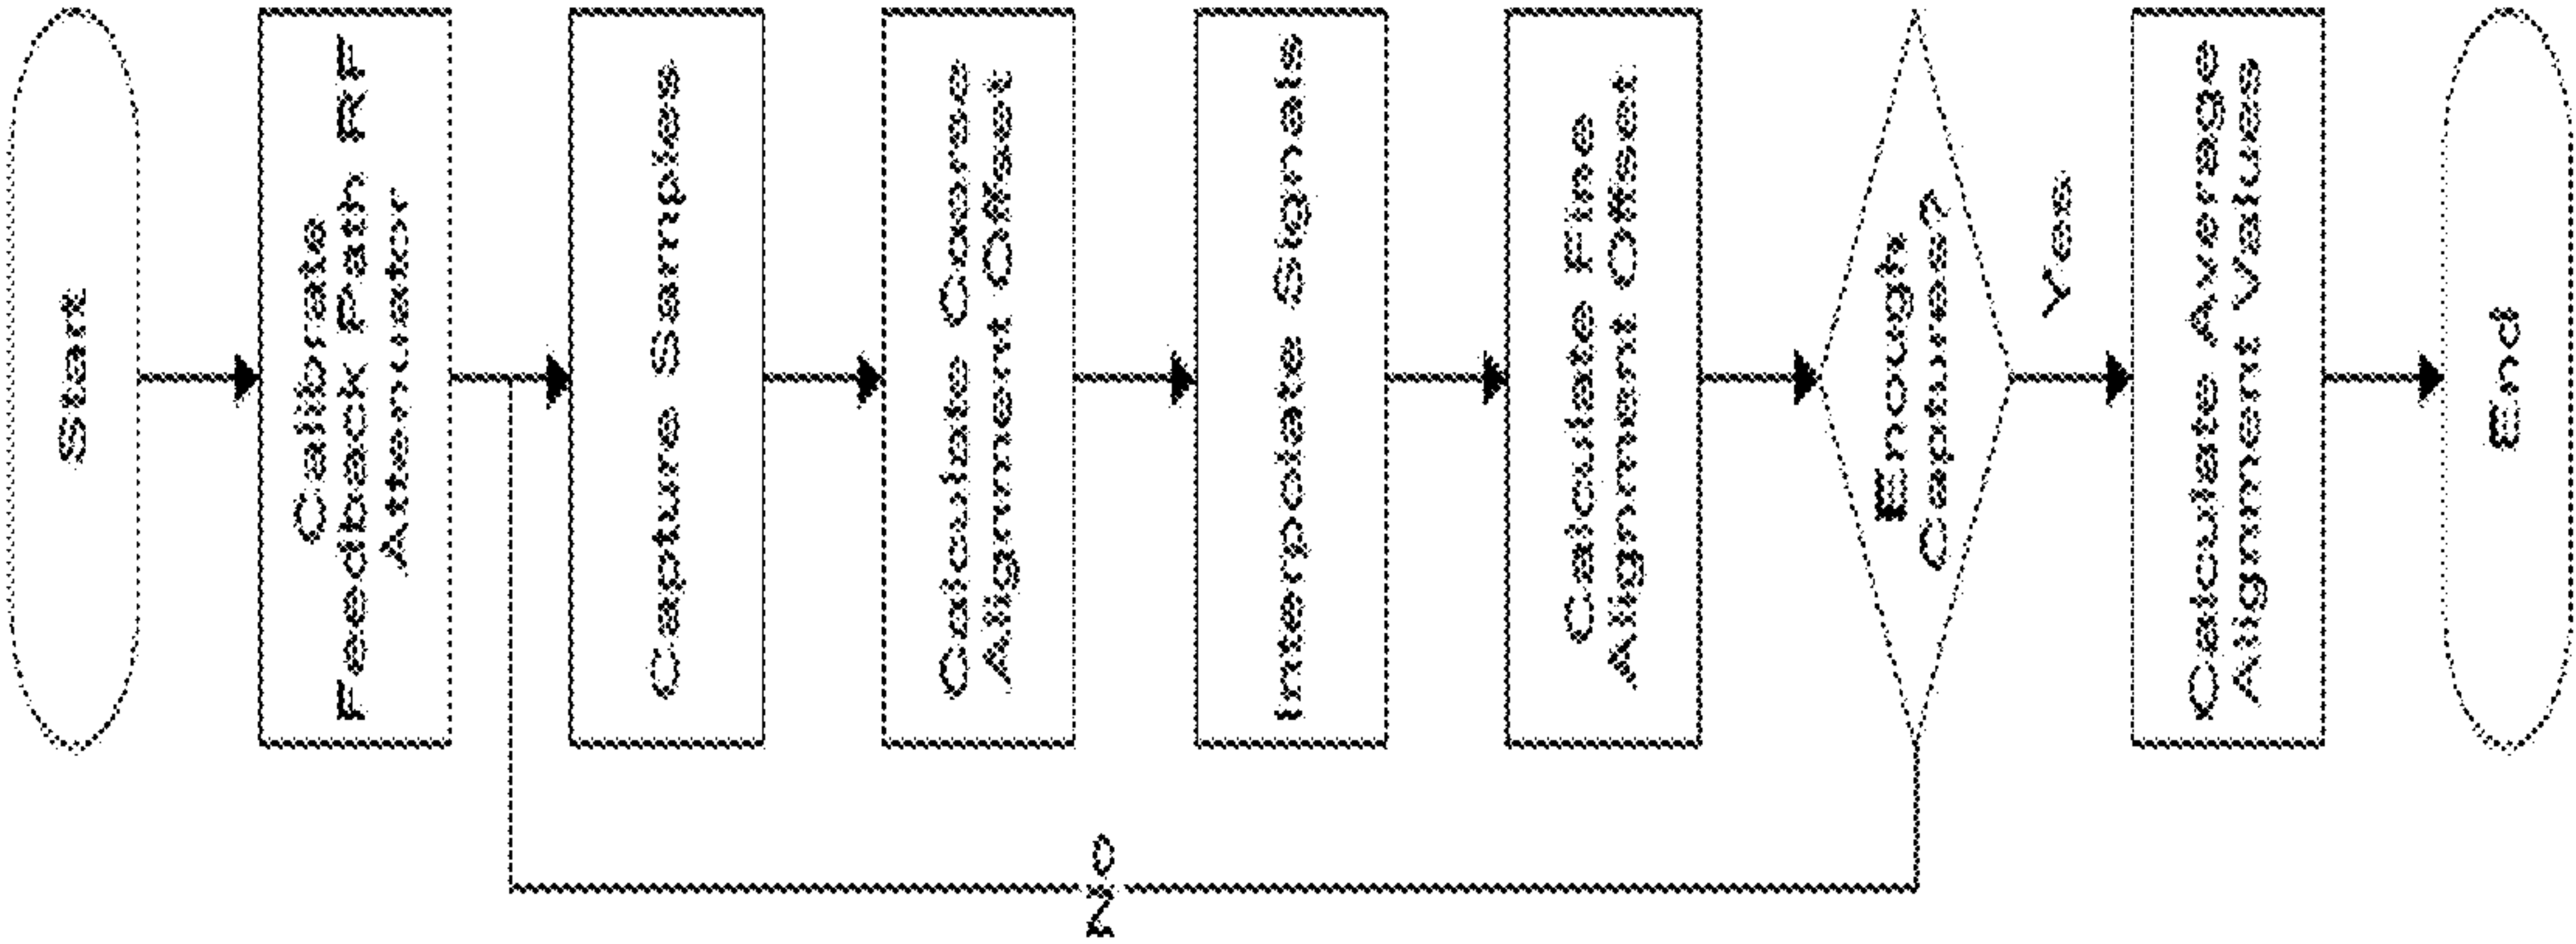 Start
Calibrate
Feedback Path RF
Attenuator
Capture Samples
Calculate Coarse
Alignment Offset
Interpolate Signals
Calculate Fine
Alignment Offset
Enough
Captures?
No
Yes
Calculate Average
Alignment Values
End